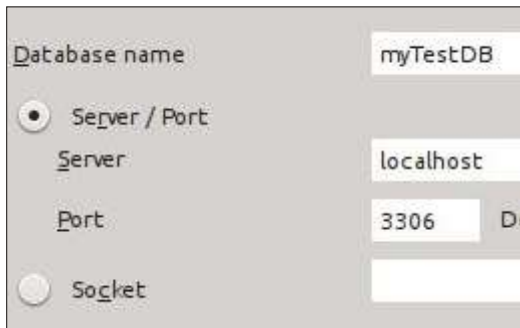 Database name myTestDB
Server / Port
Server localhost
Port 3306
Socket